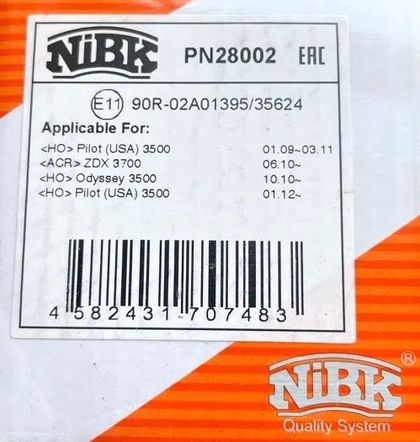 NiBK PN28002 EAC
E11 90R-02A01395/35624
Applicable For:
<HO> Pilot (USA) 3500 01.09~03.11
<ACR> ZDX 3700 06.10~
<HO> Odyssey 3500 10.10~
<HO> Pilot (USA) 3500 01.12~
4 582431 707483
NiBK ®
Quality System